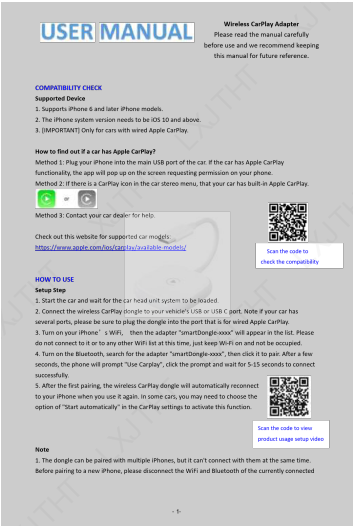 USER MANUAL
Wireless CarPlay Adapter
Please read the manual carefully
before use and we recommend keeping
this manual for future reference.
COMPATIBILITY CHECK
Supported Device
1. Supports iPhone 6 and later iPhone models.
2. The iPhone system version needs to be iOS 10 and above.
3. [IMPORTANT] Only for cars with wired Apple CarPlay.
How to find out if a car has Apple CarPlay?
Method 1: Plug your iPhone into the main USB port of the car. If the car has Apple CarPlay
functionality, the app will pop up on the screen requesting permission on your phone.
Method 2: If there is a CarPlay icon in the car stereo menu, that your car has built-in Apple CarPlay.
or
Method 3: Contact your car dealer for help.
Check out this website for supported car models:
https://www.apple.com/ios/carplay/available-models/
Scan the code to
check the compatibility
HOW TO USE
Setup Step
1. Start the car and wait for the car head unit system to be loaded.
2. Connect the wireless CarPlay dongle to your vehicle's USB or USB C port. Note if your car has
several ports, please be sure to plug the dongle into the port that is for wired Apple CarPlay.
3. Turn on your iPhone's WiFi, then the adapter "smartDongle-xxx" will appear in the list. Please
do not connect to it or to any other WiFi list at this time, just keep Wi-Fi on and not be occupied.
4. Turn on the Bluetooth, search for the adapter "smartDongle-xxx", then click it to pair. After a few
seconds, the phone will prompt "Use Carplay", click the prompt and wait for 5-15 seconds to connect
successfully.
5. After the first pairing, the wireless CarPlay dongle will automatically reconnect
to your iPhone when you use it again. In some cars, you may need to choose the
option of "Start automatically" in the CarPlay settings to activate this function.
Scan the code to view
product usage setup video
Note
1. The dongle can be paired with multiple iPhones, but it can't connect with them at the same time.
Before pairing to a new iPhone, please disconnect the WiFi and Bluetooth of the currently connected
- 1-